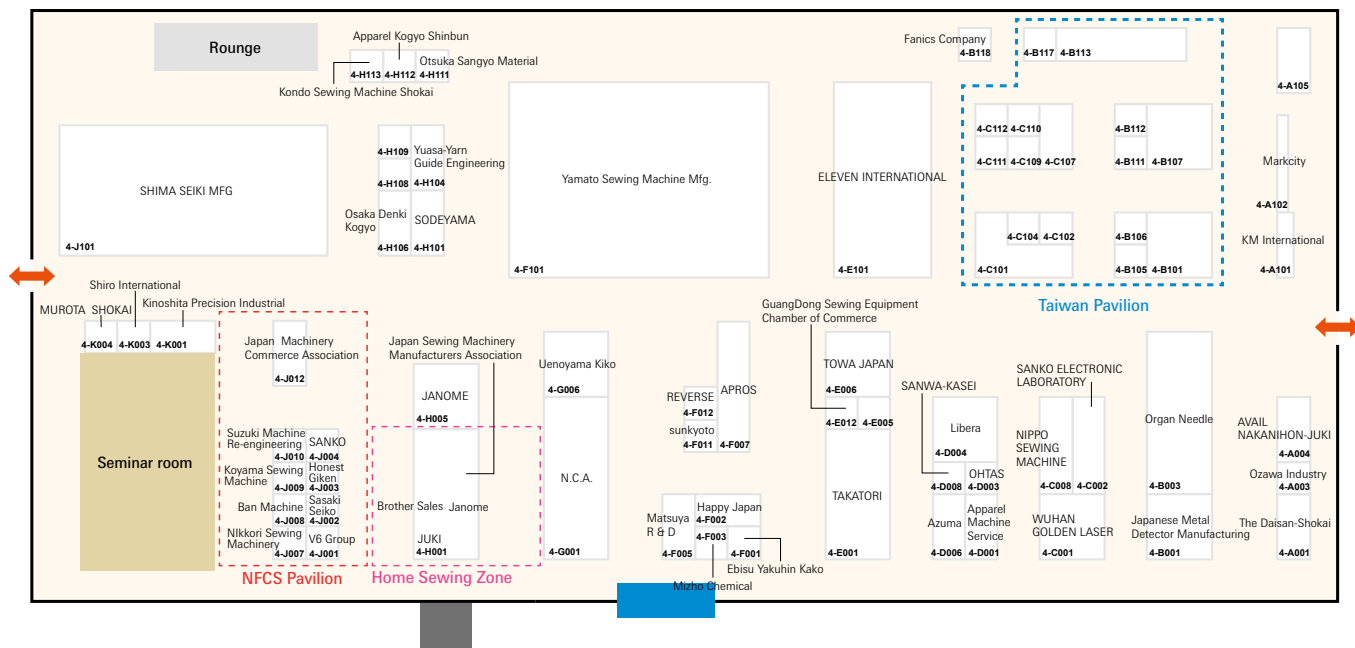 Rounge
Apparel Kogyo Shinbun
Otsuka Sangyo Material
4-H113
4-H112
4-H111
Kondo Sewing Machine Shokai
Fanics Company
4-B118
4-B117
4-B113
4-A105
SHIMA SEIKI MFG
4-J101
4-H109
Yuasa-Yarn
Guide Engineering
4-H108
4-H104
Osaka Denki
Kogyo
SODEYAMA
4-H106
4-H101
Yamato Sewing Machine Mfg.
4-F101
ELEVEN INTERNATIONAL
4-E101
4-C112
4-C110
4-C111
4-C109
4-C107
4-B112
4-B111
4-B107
4-C104
4-C102
4-C101
4-B106
4-B105
4-B101
Taiwan Pavilion
Markcity
4-A102
KM International
4-A101
Shiro International
MUROTA SHOKAI
Kinoshita Precision Industrial
4-K004
4-K003
4-K001
Seminar room
Japan Machinery
Commerce Association
4-J012
Suzuki Machine
Re-engineering
4-J010
SANKO
4-J004
Koyama Sewing
Machine
4-J009
Honest
Giken
4-J003
Ban Machine
4-J008
Sasaki
Seiko
4-J002
NIkkori Sewing
Machinery
4-J007
V6 Group
4-J001
NFCS Pavilion
Japan Sewing Machinery
Manufacturers Association
JANOME
4-H005
Brother Sales
Janome
JUKI
4-H001
Home Sewing Zone
Uenoyama Kiko
4-G006
N.C.A.
4-G001
REVERSE
4-F012
sunkyoto
4-F011
APROS
4-F007
Matsuya
R & D
4-F005
Happy Japan
4-F002
4-F003
4-F001
Ebisu Yakuhin Kako
Mizho Chemical
GuangDong Sewing Equipment
Chamber of Commerce
TOWA JAPAN
4-E006
4-E012
4-E005
TAKATORI
4-E001
SANWA-KASEI
Libera
4-D004
4-D008
OHTAS
4-D003
Azuma
4-D006
Apparel
Machine
Service
4-D001
SANKO ELECTRONIC
LABORATORY
NIPPO
SEWING
MACHINE
4-C008
4-C002
WUHAN
GOLDEN LASER
4-C001
Organ Needle
4-B003
Japanese Metal
Detector Manufacturing
4-B001
AVAIL
NAKANIHON-JUKI
4-A004
Ozawa Industry
4-A003
The Daisan-Shokai
4-A001